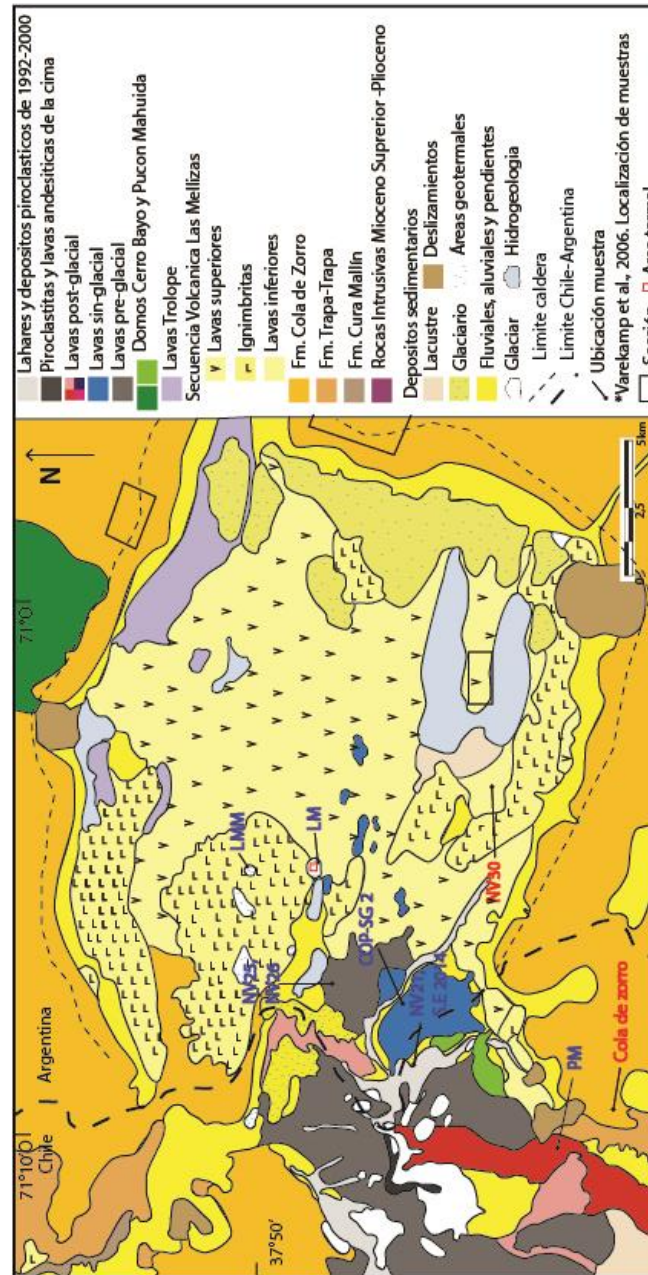 Argentina
Chile
71°10'
71°
37°50'
N
NV25,
NV26
LMM
LM
COP-SG 2
NV27,
S.E 2014
NV30
PM
Cola de zorro
0
2,5
5km
Lahares y depositos piroclasticos de 1992-2000
Piroclastitas y lavas andesiticas de la cima
Lavas post-glacial
Lavas sin-glacial
Lavas pre-glacial
Domos Cerro Bayo y Pucon Mahuida
Lavas Trolope
Secuencia Volcanica Las Mellizas
Lavas superiores
Ignimbritas
Lavas inferiores
Fm. Cola de Zorro
Fm. Trapa-Trapa
Fm. Cura Mallín
Rocas Intrusivas Mioceno Suprerior -Plioceno
Depositos sedimentarios
Lacustre
Deslizamientos
Glaciario
Áreas geotermales
Fluviales, aluviales y pendientes
Glaciar
Hidrogeologia
Limite caldera
Limite Chile-Argentina
Ubicación muestra
*Varekamp et al., 2006. Localización de muestras